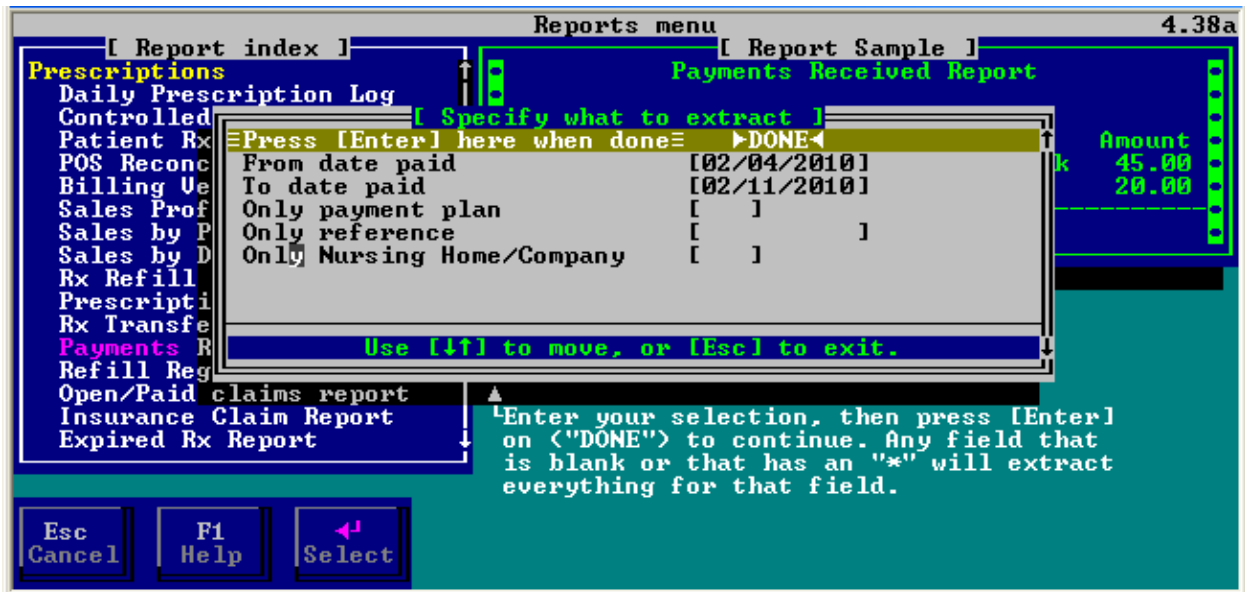 Reports menu 4.38a
[ Report index ]
Prescriptions
Daily Prescription Log
Controlled
Patient Rx
POS Reconc
Billing Ve
Sales Prof
Sales by P
Sales by D
Rx Refill
Prescripti
Rx Transfe
Payments R
Refill Reg
Open/Paid claims report
Insurance Claim Report
Expired Rx Report
[ Report Sample ]
Payments Received Report
Amount
k 45.00
20.00
[ Specify what to extract ]
≡Press [Enter] here when done≡ ►DONE◄
From date paid [02/04/2010]
To date paid [02/11/2010]
Only payment plan [ ]
Only reference [ ]
Only Nursing Home/Company [ ]
Use [↓↑] to move, or [Esc] to exit.
Enter your selection, then press [Enter]
on ("DONE") to continue. Any field that
is blank or that has an "*" will extract
everything for that field.
Esc
Cancel
F1
Help
Select